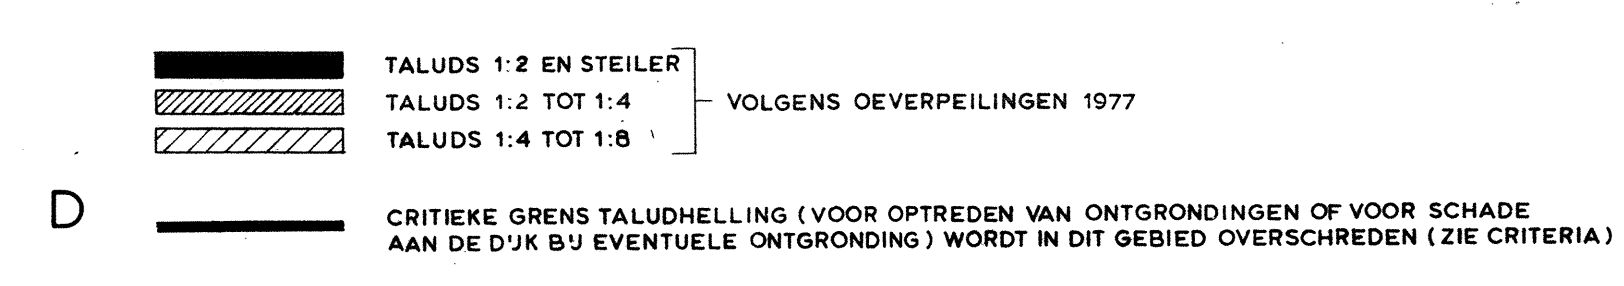 TALUDS 1:2 EN STEILER
TALUDS 1:2 TOT 1:4
VOLGENS OEVERPEILINGEN 1977
TALUDS 1:4 TOT 1:8
D
CRITIEKE GRENS TALUDHELLING (VOOR OPTREDEN VAN ONTGRONDINGEN OF VOOR SCHADE
AAN DE DIJK BIJ EVENTUELE ONTGRONDING) WORDT IN DIT GEBIED OVERSCHREDEN (ZIE CRITERIA)